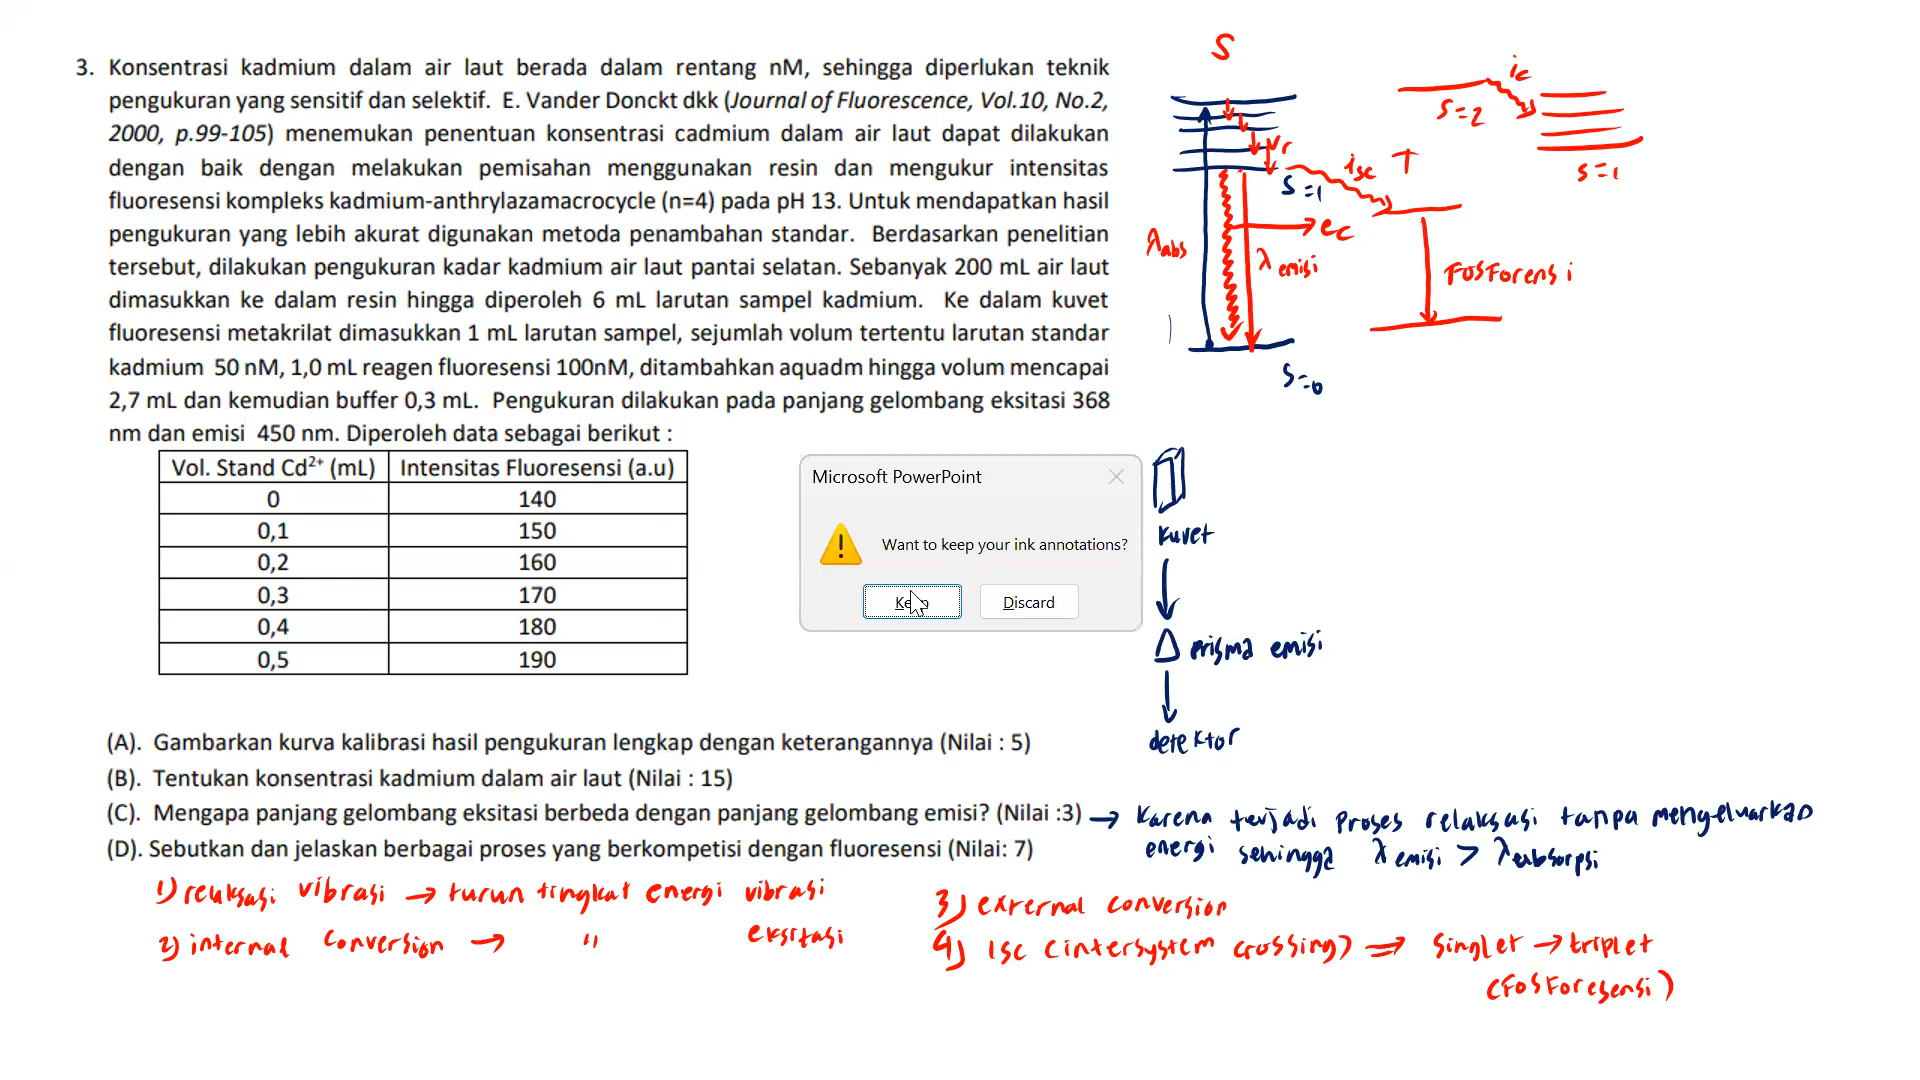 3. Konsentrasi kadmium dalam air laut berada dalam rentang nM, sehingga diperlukan teknik
pengukuran yang sensitif dan selektif. E. Vander Donckt dkk (Journal of Fluorescence, Vol.10, No.2,
2000, p.99-105) menemukan penentuan konsentrasi cadmium dalam air laut dapat dilakukan
dengan baik dengan melakukan pemisahan menggunakan resin dan mengukur intensitas
fluoresensi kompleks kadmium-anthrylazamacrocycle (n=4) pada pH 13. Untuk mendapatkan hasil
pengukuran yang lebih akurat digunakan metoda penambahan standar. Berdasarkan penelitian
tersebut, dilakukan pengukuran kadar kadmium air laut pantai selatan. Sebanyak 200 mL air laut
dimasukkan ke dalam resin hingga diperoleh 6 mL larutan sampel kadmium. Ke dalam kuvet
fluoresensi metakrilat dimasukkan 1 mL larutan sampel, sejumlah volum tertentu larutan standar
kadmium 50 nM, 1,0 mL reagen fluoresensi 100nM, ditambahkan aquadm hingga volum mencapai
2,7 mL dan kemudian buffer 0,3 mL. Pengukuran dilakukan pada panjang gelombang eksitasi 368
nm dan emisi 450 nm. Diperoleh data sebagai berikut :
Vol. Stand Cd²⁺ (mL) Intensitas Fluoresensi (a.u)
0 140
0,1 150
0,2 160
0,3 170
0,4 180
0,5 190
S
ic
S=2
S=1
vr
isc
T
S=1
ec
λabs
λ emisi
Fosforensi
S=0
Microsoft PowerPoint
Want to keep your ink annotations?
Discard
kuvet
prisma emisi
detektor
(A). Gambarkan kurva kalibrasi hasil pengukuran lengkap dengan keterangannya (Nilai : 5)
(B). Tentukan konsentrasi kadmium dalam air laut (Nilai : 15)
(C). Mengapa panjang gelombang eksitasi berbeda dengan panjang gelombang emisi? (Nilai :3) → karena terjadi proses relaksasi tanpa mengeluarkan
energi sehingga λ emisi > λ absorpsi
(D). Sebutkan dan jelaskan berbagai proses yang berkompetisi dengan fluoresensi (Nilai: 7)
1) relaksasi vibrasi → turun tingkat energi vibrasi
2) internal conversion → " eksitasi
3) external conversion
4) isc (intersystem crossing) ⇒ singlet → triplet
(Fosforesensi)